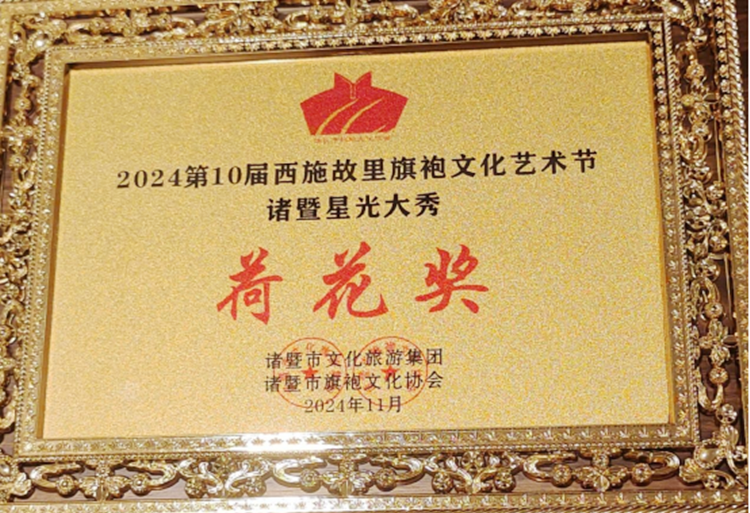 2024第10届西施故里旗袍文化艺术节
诸暨星光大秀
荷花奖
诸暨市文化旅游集团
诸暨市旗袍文化协会
2024年11月